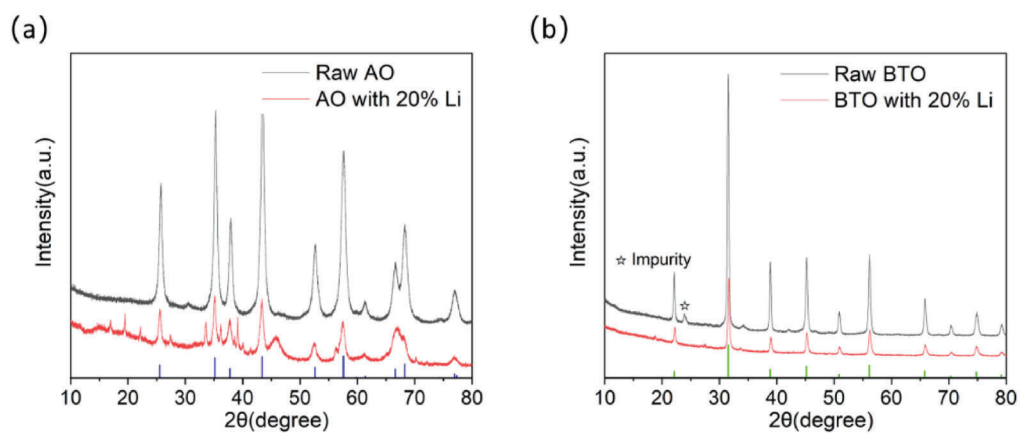 (a)
Raw AO
AO with 20% Li
Intensity(a.u.)
10 20 30 40 50 60 70 80
2θ(degree)
(b)
Raw BTO
BTO with 20% Li
☆ Impurity
☆
Intensity(a.u.)
10 20 30 40 50 60 70 80
2θ(degree)